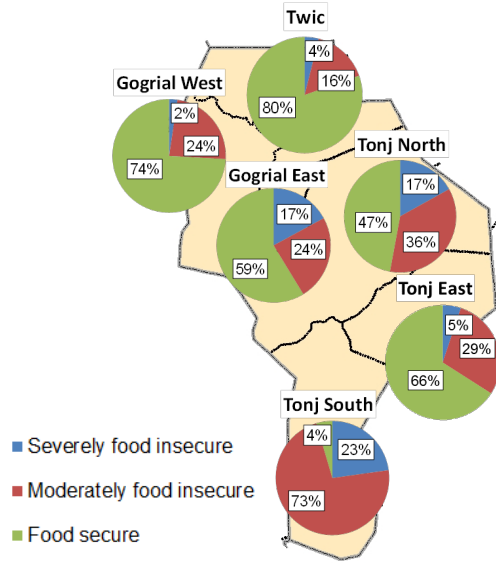 Twic
4%
16%
80%
Gogrial West
2%
24%
74%
Tonj North
17%
36%
47%
Gogrial East
17%
24%
59%
Tonj East
5%
29%
66%
Tonj South
4%
23%
73%
Severely food insecure
Moderately food insecure
Food secure